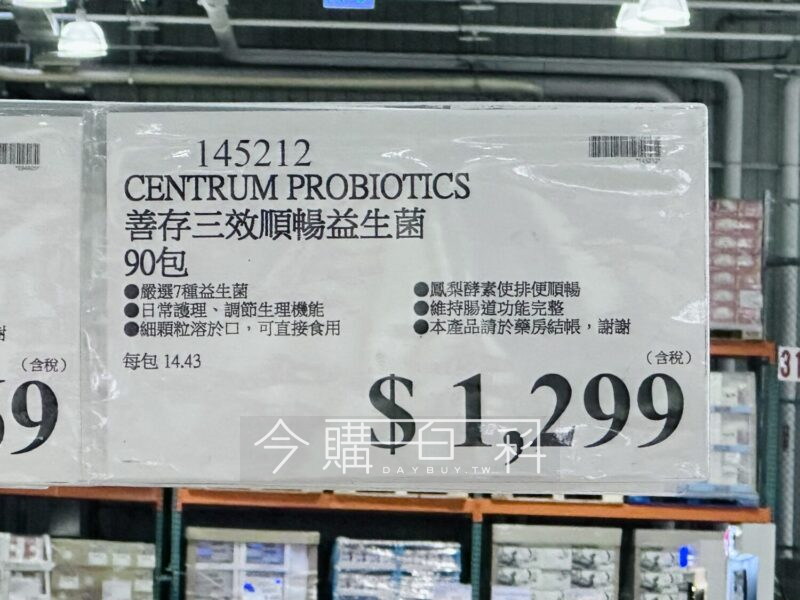 145212
CENTRUM PROBIOTICS
善存三效順暢益生菌
90包
●嚴選7種益生菌
●日常護理、調節生理機能
●細顆粒溶於口，可直接食用
●鳳梨酵素使排便順暢
●維持腸道功能完整
●本產品請於藥房結帳，謝謝
每包 14.43
(含稅)
$ 1,299
(含稅)
69
今購百科
DAYBUY.TW
31